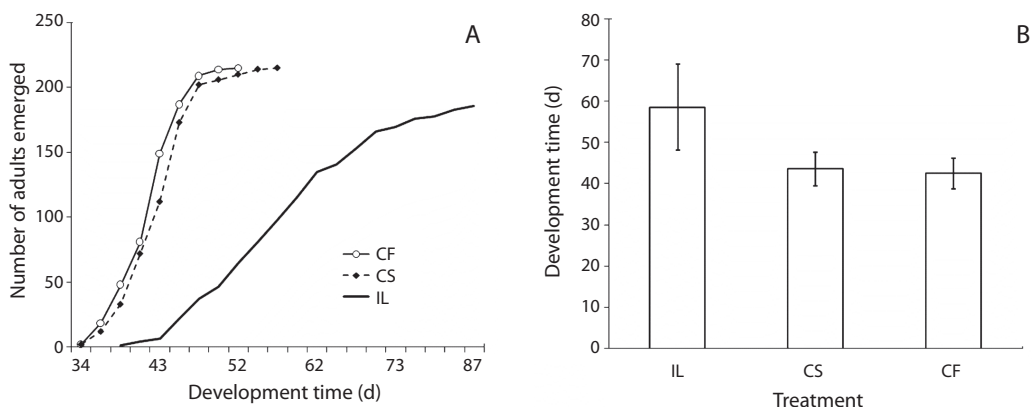 A
Number of adults emerged
250
200
150
100
50
0
34 43 52 62 73 87
Development time (d)
CF
CS
IL
B
Development time (d)
80
70
60
50
40
30
20
10
0
IL CS CF
Treatment